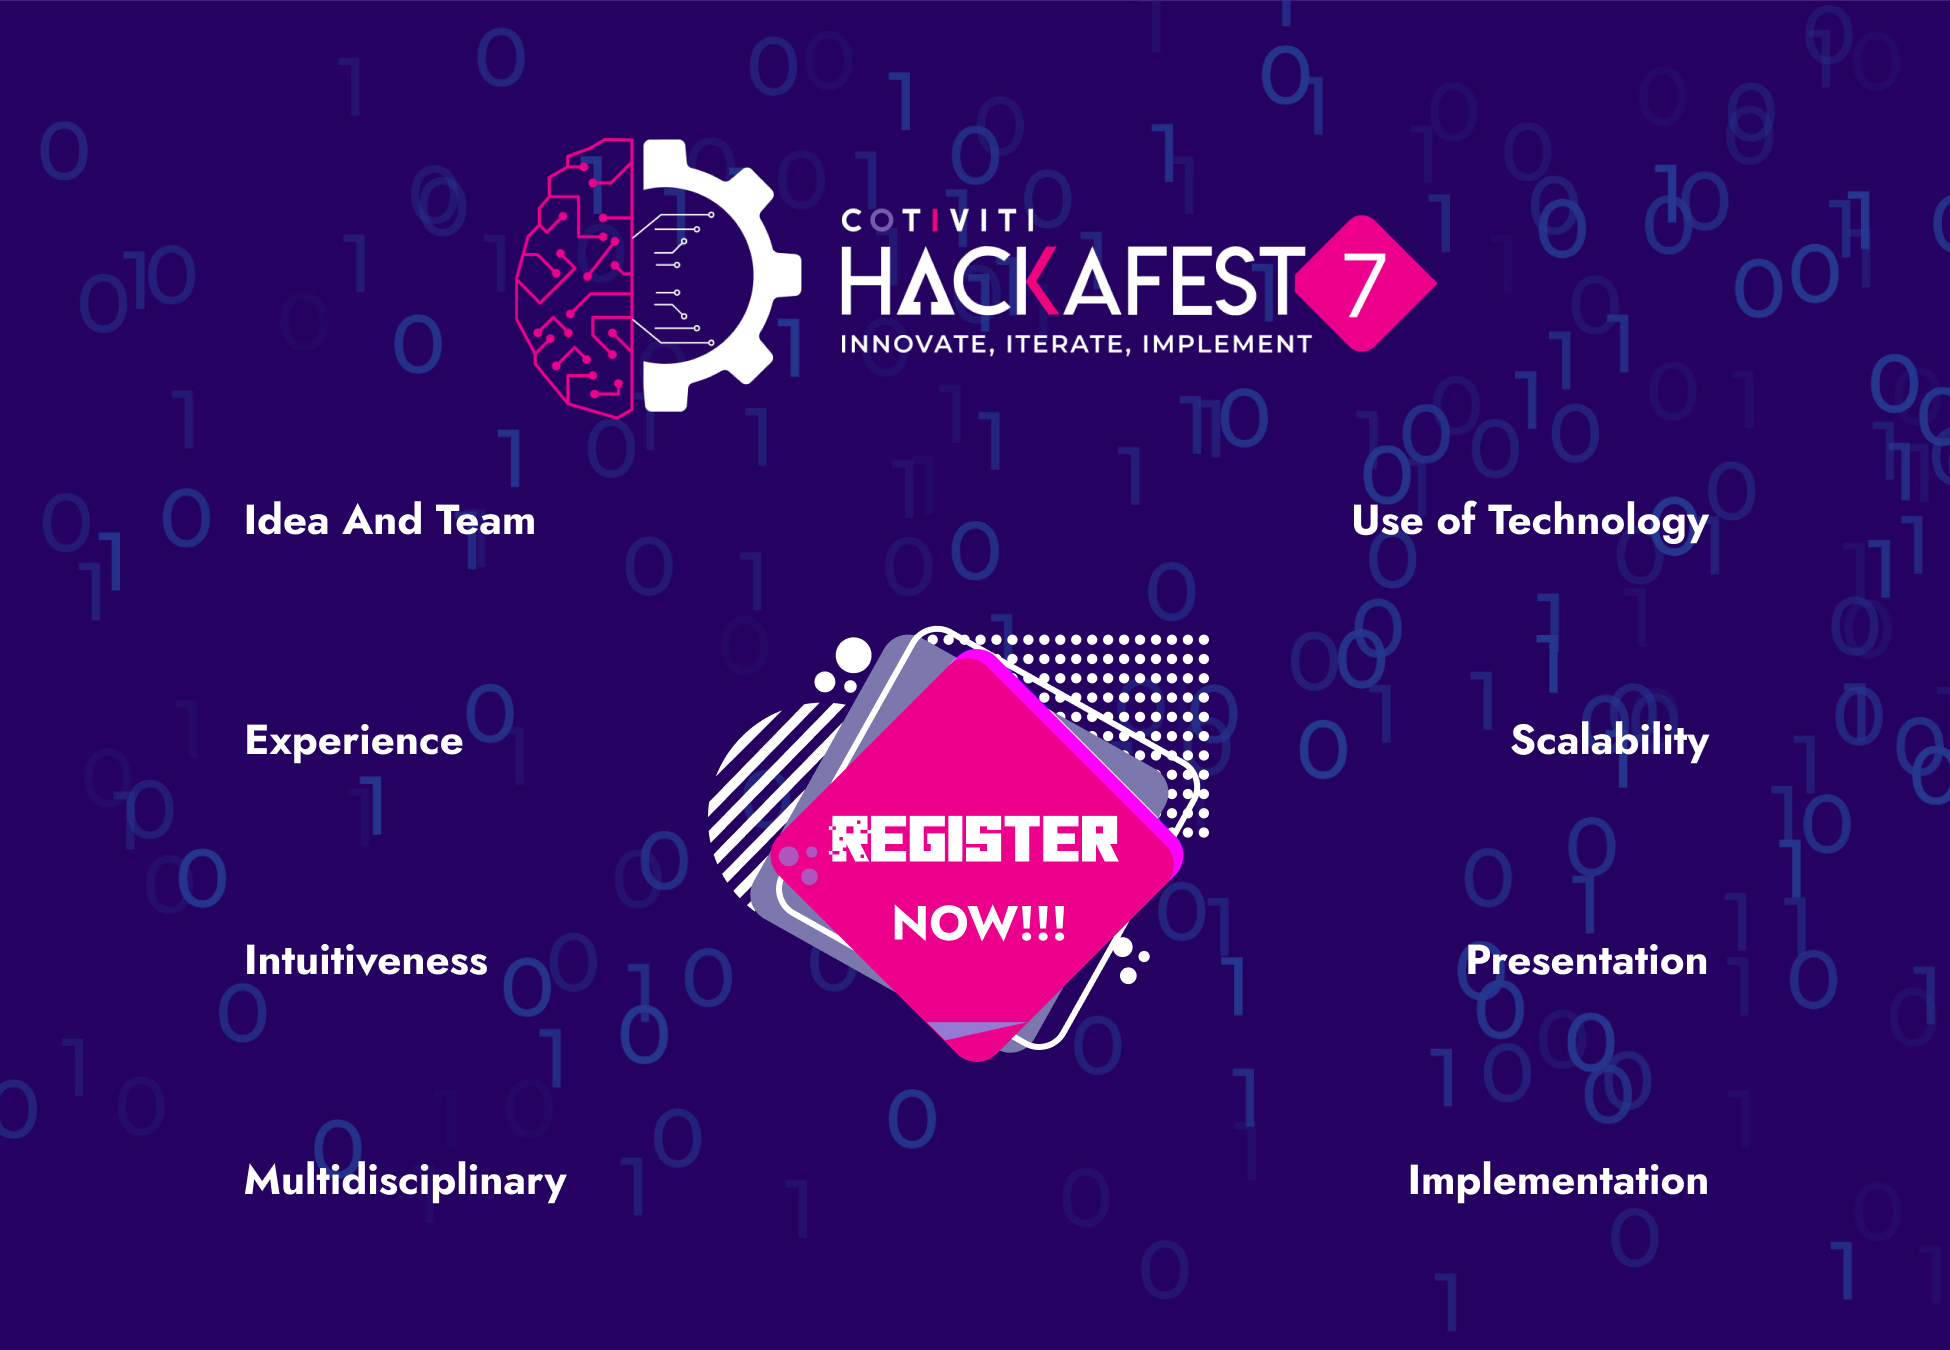 COTIVITI
HACKAFEST 7
INNOVATE, ITERATE, IMPLEMENT
Idea And Team
Use of Technology
Experience
Scalability
REGISTER
NOW!!!
Intuitiveness
Presentation
Multidisciplinary
Implementation